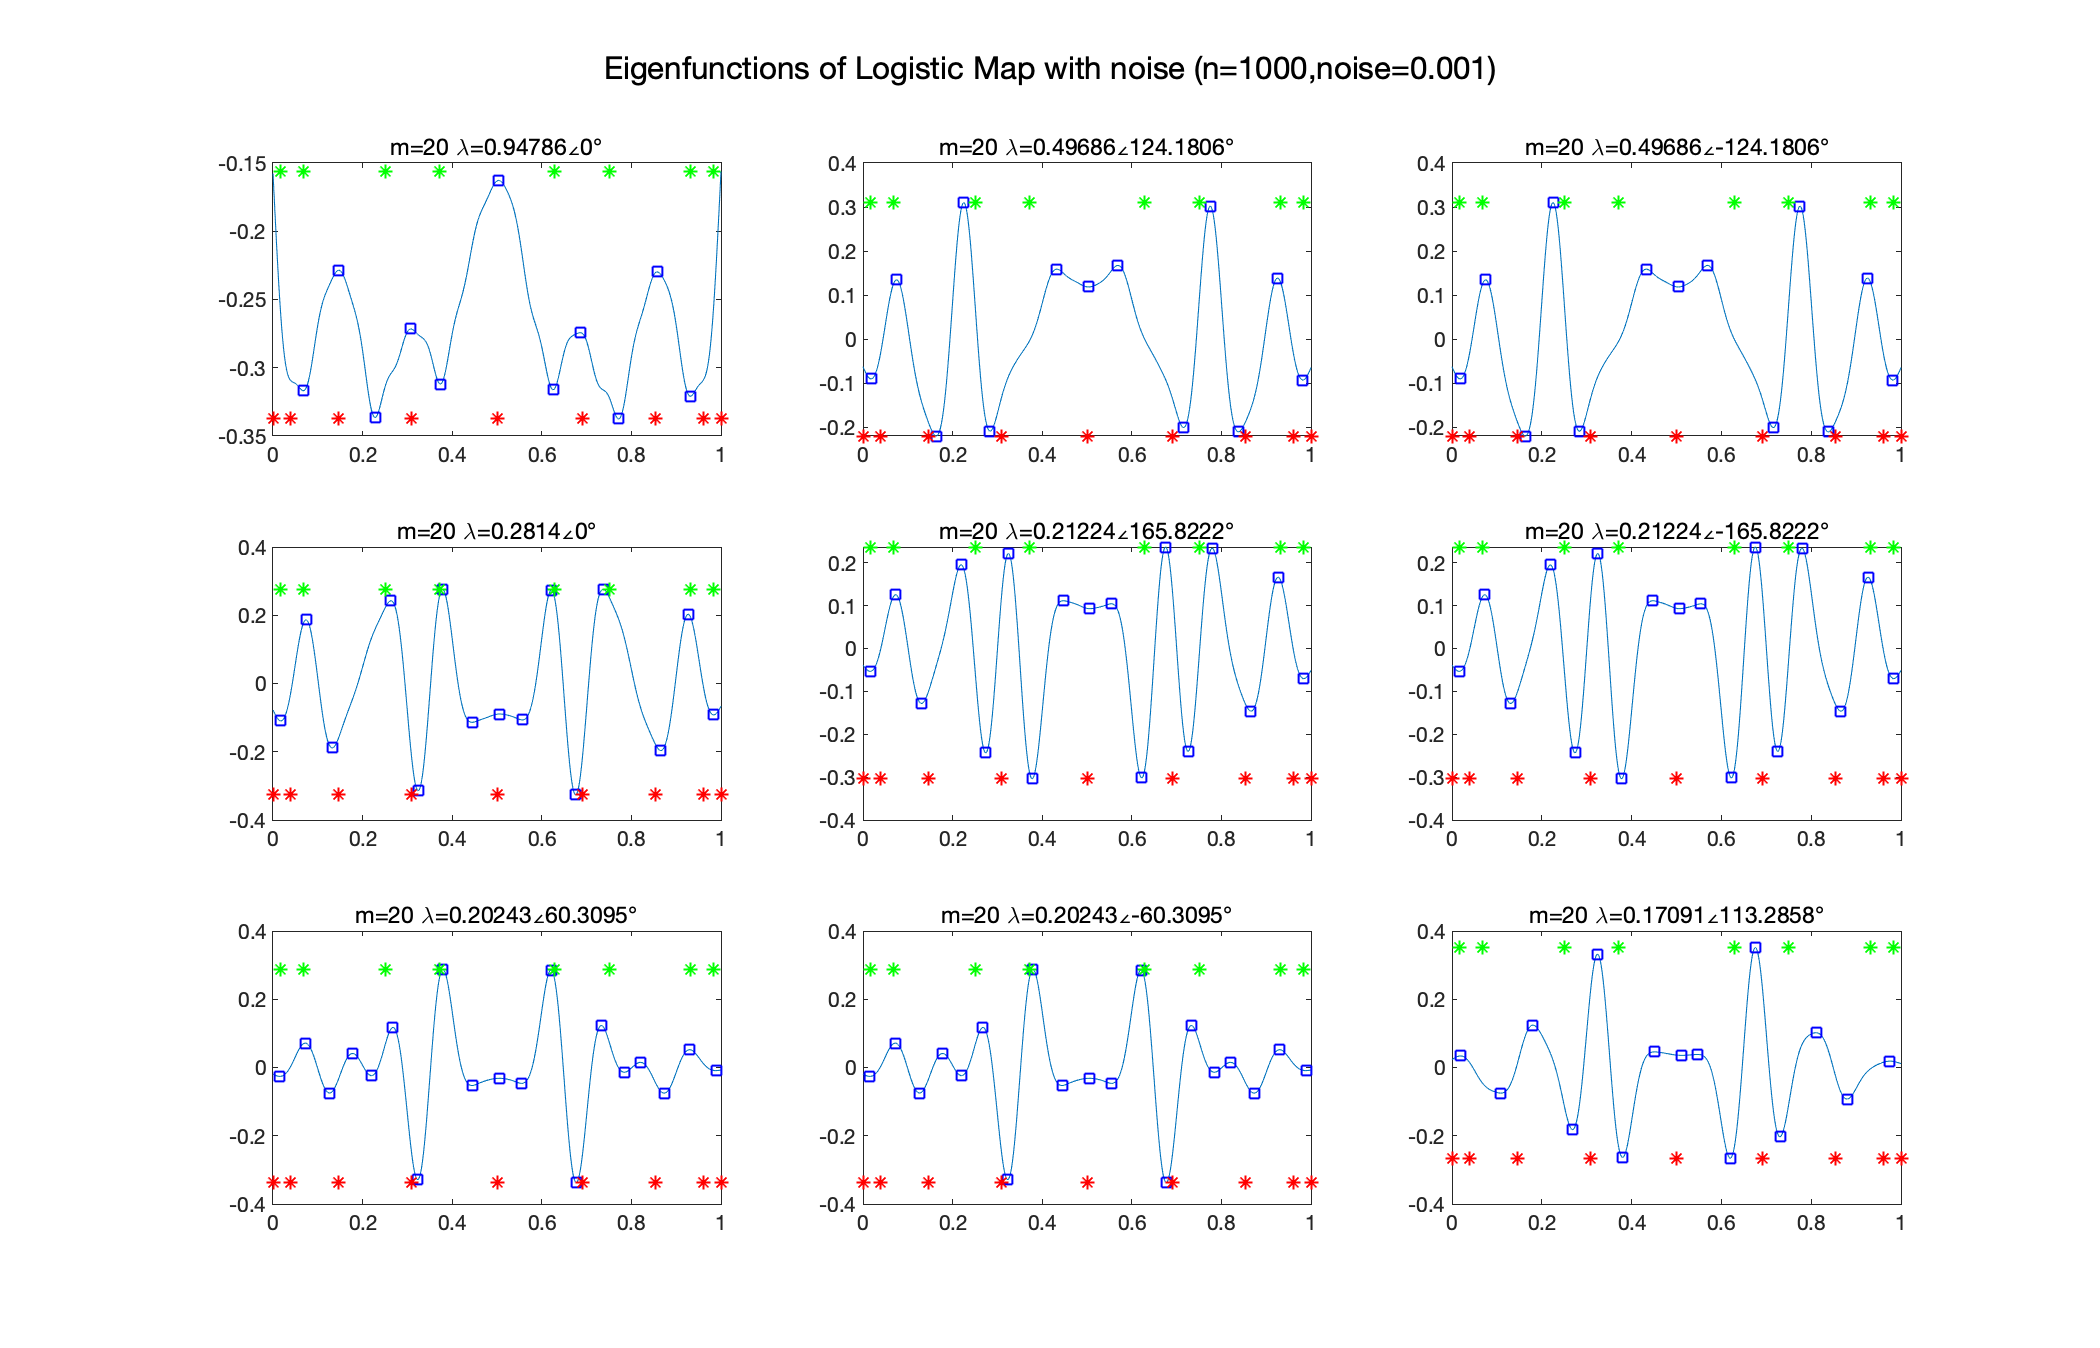 Eigenfunctions of Logistic Map with noise (n=1000,noise=0.001)
m=20 λ=0.94786∠0°
-0.15
-0.2
-0.25
-0.3
-0.35
0 0.2 0.4 0.6 0.8 1
m=20 λ=0.49686∠124.1806°
0.4
0.3
0.2
0.1
0
-0.1
-0.2
0 0.2 0.4 0.6 0.8 1
m=20 λ=0.49686∠-124.1806°
0.4
0.3
0.2
0.1
0
-0.1
-0.2
0 0.2 0.4 0.6 0.8 1
m=20 λ=0.2814∠0°
0.4
0.2
0
-0.2
-0.4
0 0.2 0.4 0.6 0.8 1
m=20 λ=0.21224∠165.8222°
0.2
0.1
0
-0.1
-0.2
-0.3
-0.4
0 0.2 0.4 0.6 0.8 1
m=20 λ=0.21224∠-165.8222°
0.2
0.1
0
-0.1
-0.2
-0.3
-0.4
0 0.2 0.4 0.6 0.8 1
m=20 λ=0.20243∠60.3095°
0.4
0.2
0
-0.2
-0.4
0 0.2 0.4 0.6 0.8 1
m=20 λ=0.20243∠-60.3095°
0.4
0.2
0
-0.2
-0.4
0 0.2 0.4 0.6 0.8 1
m=20 λ=0.17091∠113.2858°
0.4
0.2
0
-0.2
-0.4
0 0.2 0.4 0.6 0.8 1